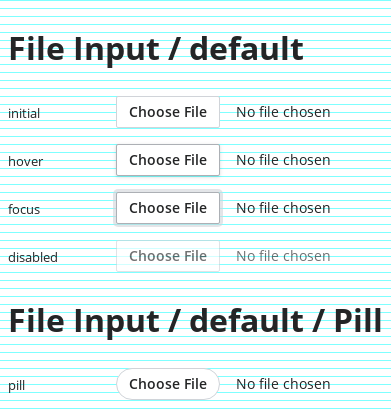 File Input / default
initial Choose File No file chosen
hover Choose File No file chosen
focus Choose File No file chosen
disabled Choose File No file chosen
File Input / default / Pill
pill Choose File No file chosen